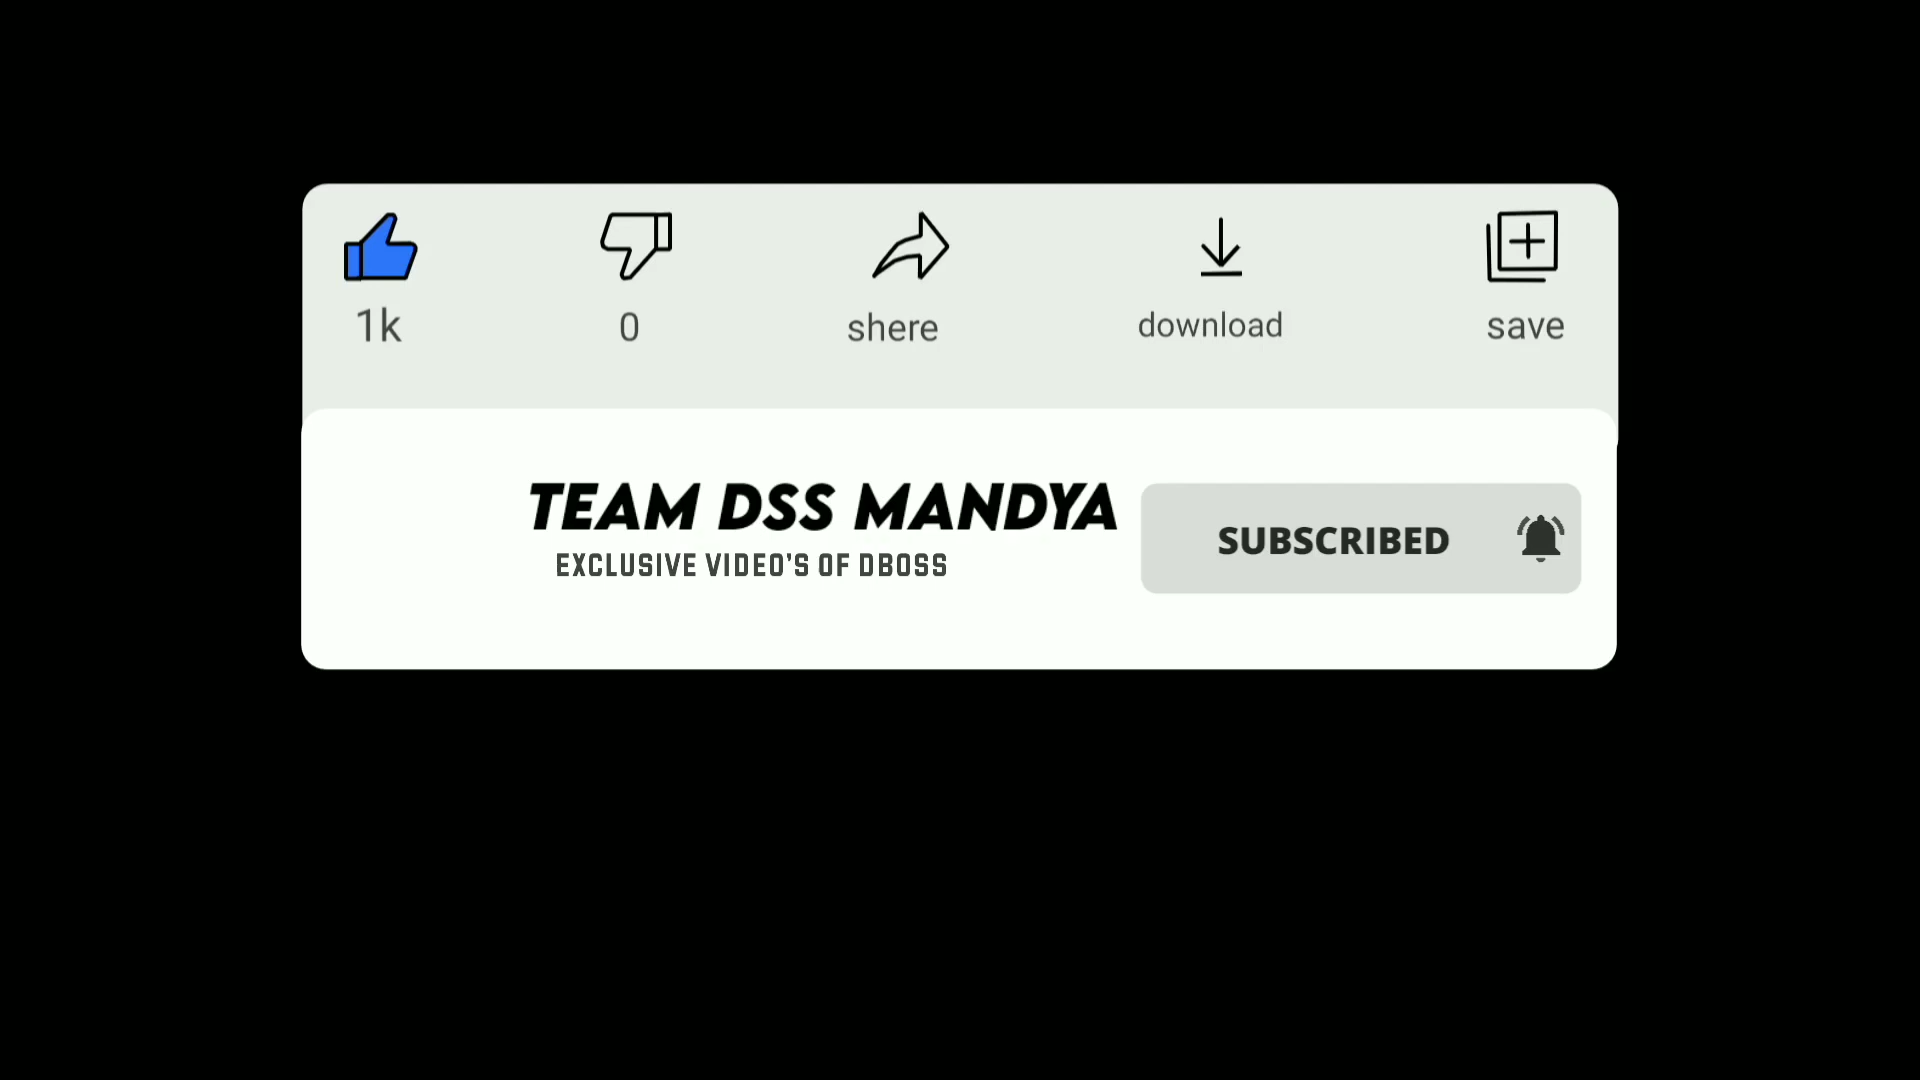 1k 0 shere download save
TEAM DSS MANDYA
EXCLUSIVE VIDEO'S OF DBOSS
SUBSCRIBED